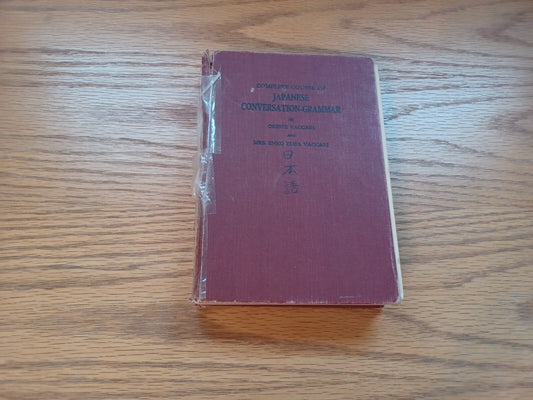 COMPLETE COURSE OF
JAPANESE
CONVERSATION-GRAMMAR
BY
ORESTE VACCARI
AND
MRS. ENKO ELISA VACCARI
日
本
語